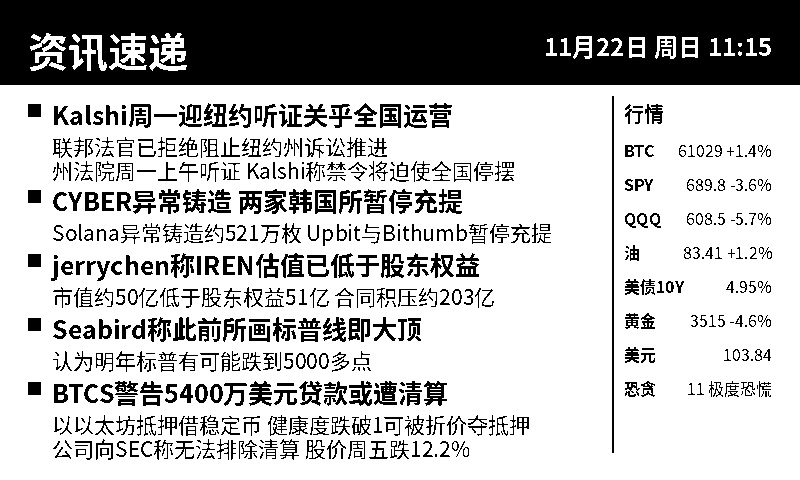 资讯速递
11月22日 周日 11:15
Kalshi周一迎纽约听证关乎全国运营
联邦法官已拒绝阻止纽约州诉讼推进
州法院周一上午听证 Kalshi称禁令将迫使全国停摆
CYBER异常铸造 两家韩国所暂停充提
Solana异常铸造约521万枚 Upbit与Bithumb暂停充提
jerrychen称IREN估值已低于股东权益
市值约50亿低于股东权益51亿 合同积压约203亿
Seabird称此前所画标普线即大顶
认为明年标普有可能跌到5000多点
BTCS警告5400万美元贷款或遭清算
以以太坊抵押借稳定币 健康度跌破1可被折价夺抵押
公司向SEC称无法排除清算 股价周五跌12.2%
行情
BTC 61029 +1.4%
SPY 689.8 -3.6%
QQQ 608.5 -5.7%
油 83.41 +1.2%
美债10Y 4.95%
黄金 3515 -4.6%
美元 103.84
恐贪 11 极度恐慌